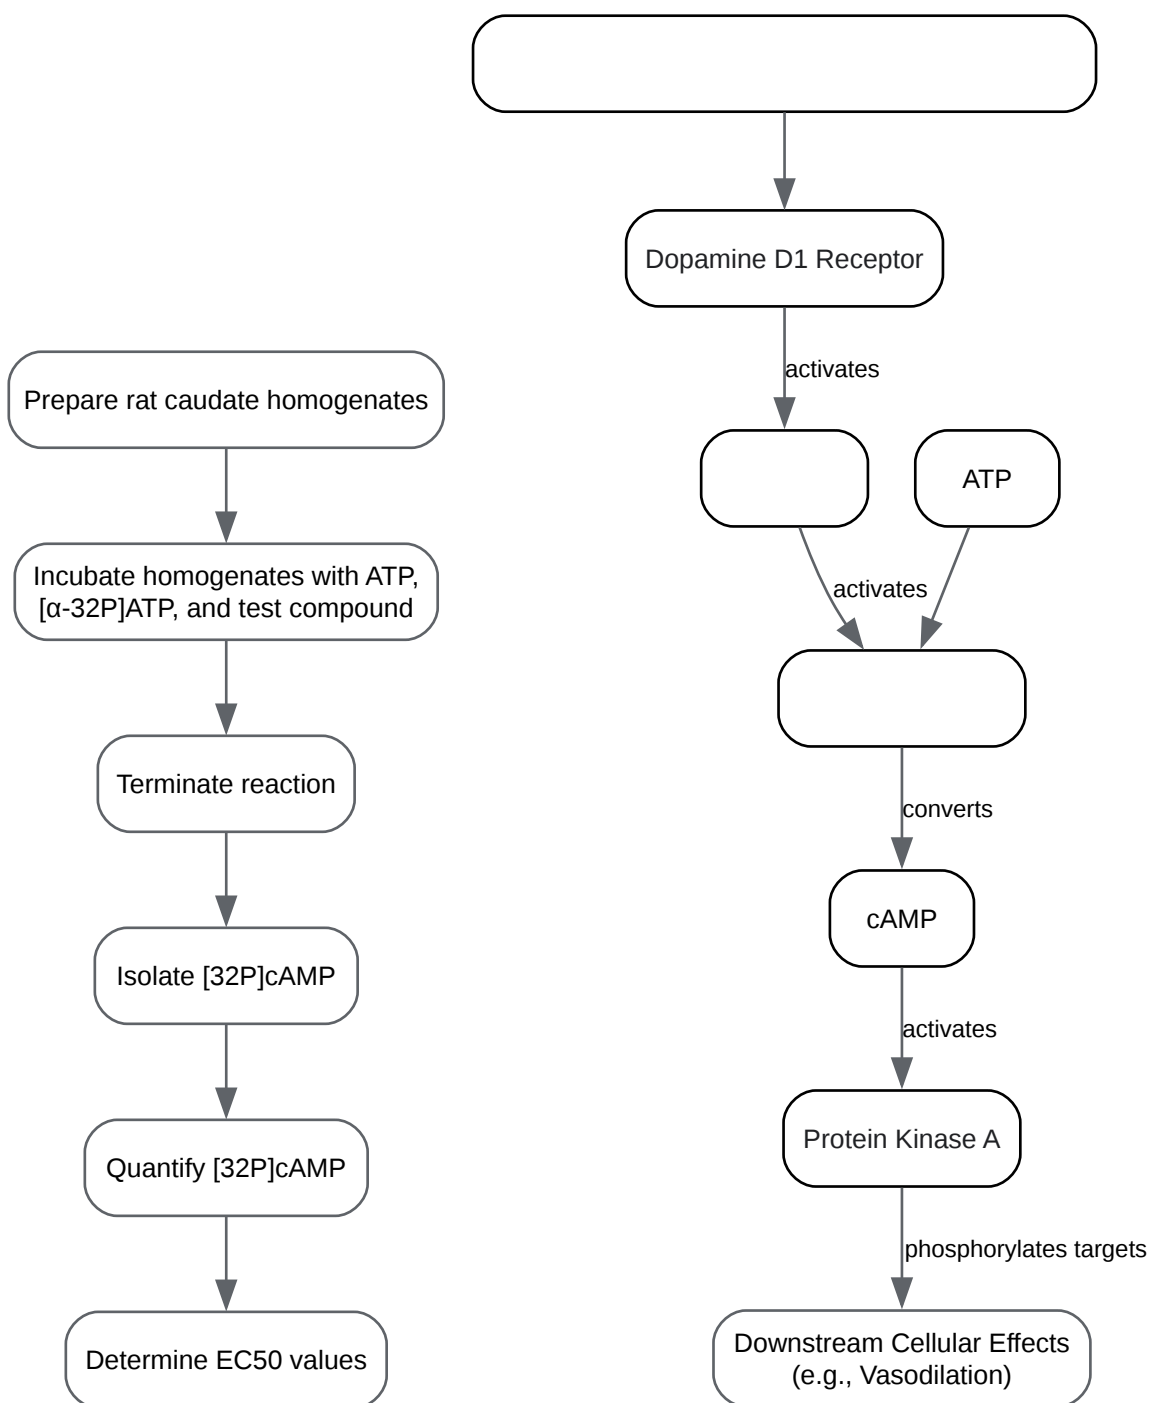 Prepare rat caudate homogenates
Incubate homogenates with ATP,
[α-32P]ATP, and test compound
Terminate reaction
Isolate [32P]cAMP
Quantify [32P]cAMP
Determine EC50 values
Dopamine D1 Receptor
activates
ATP
activates
converts
cAMP
activates
Protein Kinase A
phosphorylates targets
Downstream Cellular Effects
(e.g., Vasodilation)